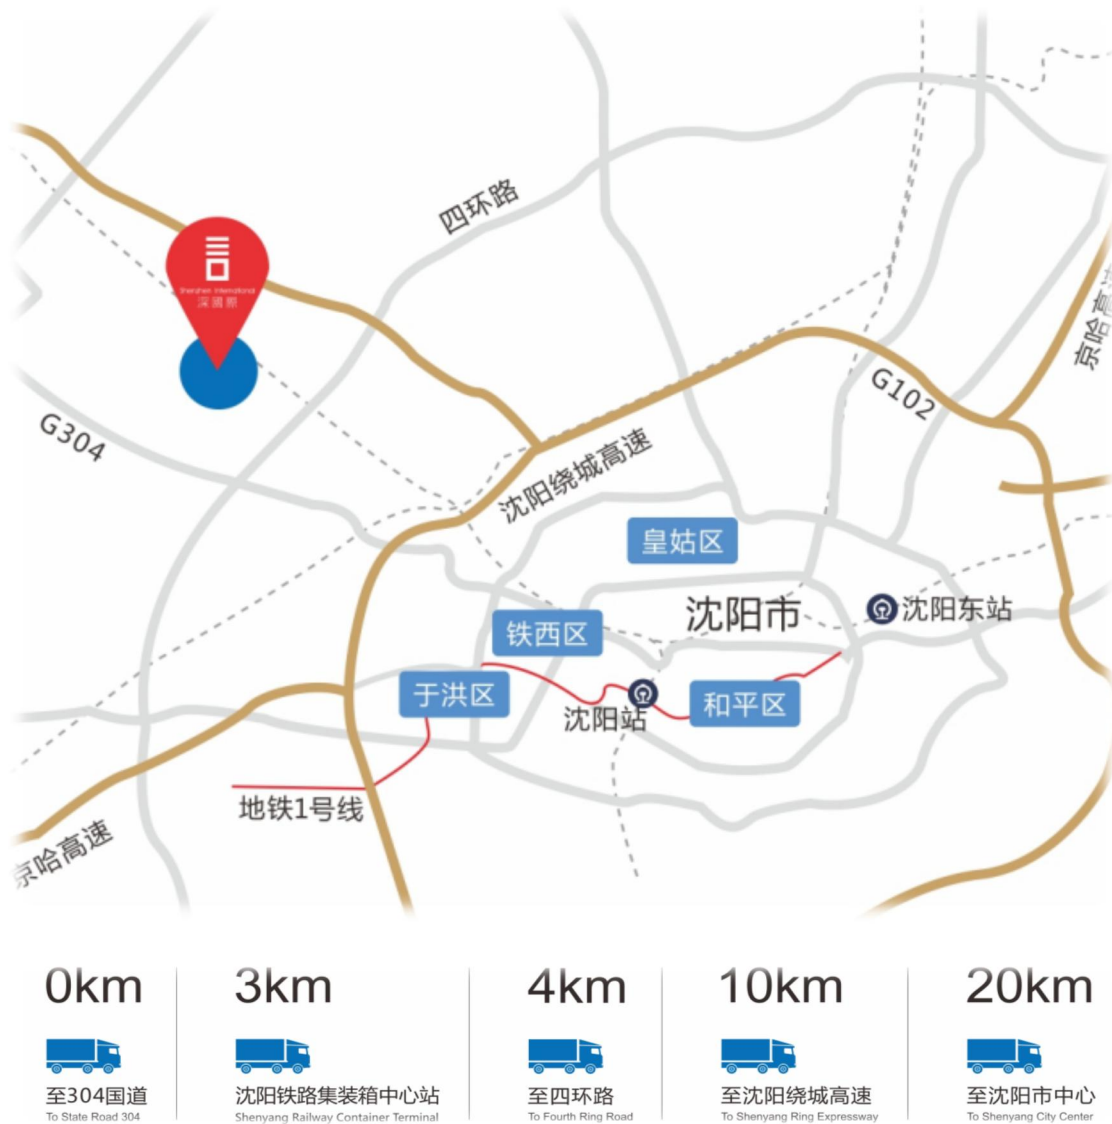 四环路
Shenzhen International
深國際
京哈高速
G102
G304
沈阳绕城高速
皇姑区
沈阳市
沈阳东站
铁西区
于洪区
和平区
沈阳站
地铁1号线
京哈高速
0km
至304国道
To State Road 304
3km
沈阳铁路集装箱中心站
Shenyang Railway Container Terminal
4km
至四环路
To Fourth Ring Road
10km
至沈阳绕城高速
To Shenyang Ring Expressway
20km
至沈阳市中心
To Shenyang City Center